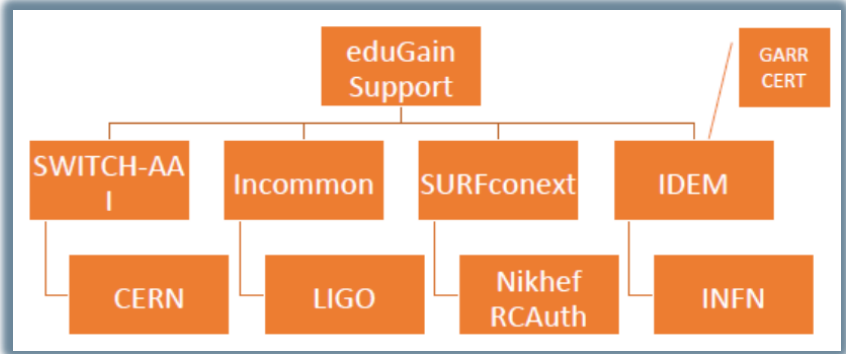 eduGain
Support
GARR
CERT
SWITCH-AA
I
Incommon
SURFconext
IDEM
CERN
LIGO
Nikhef
RCAuth
INFN